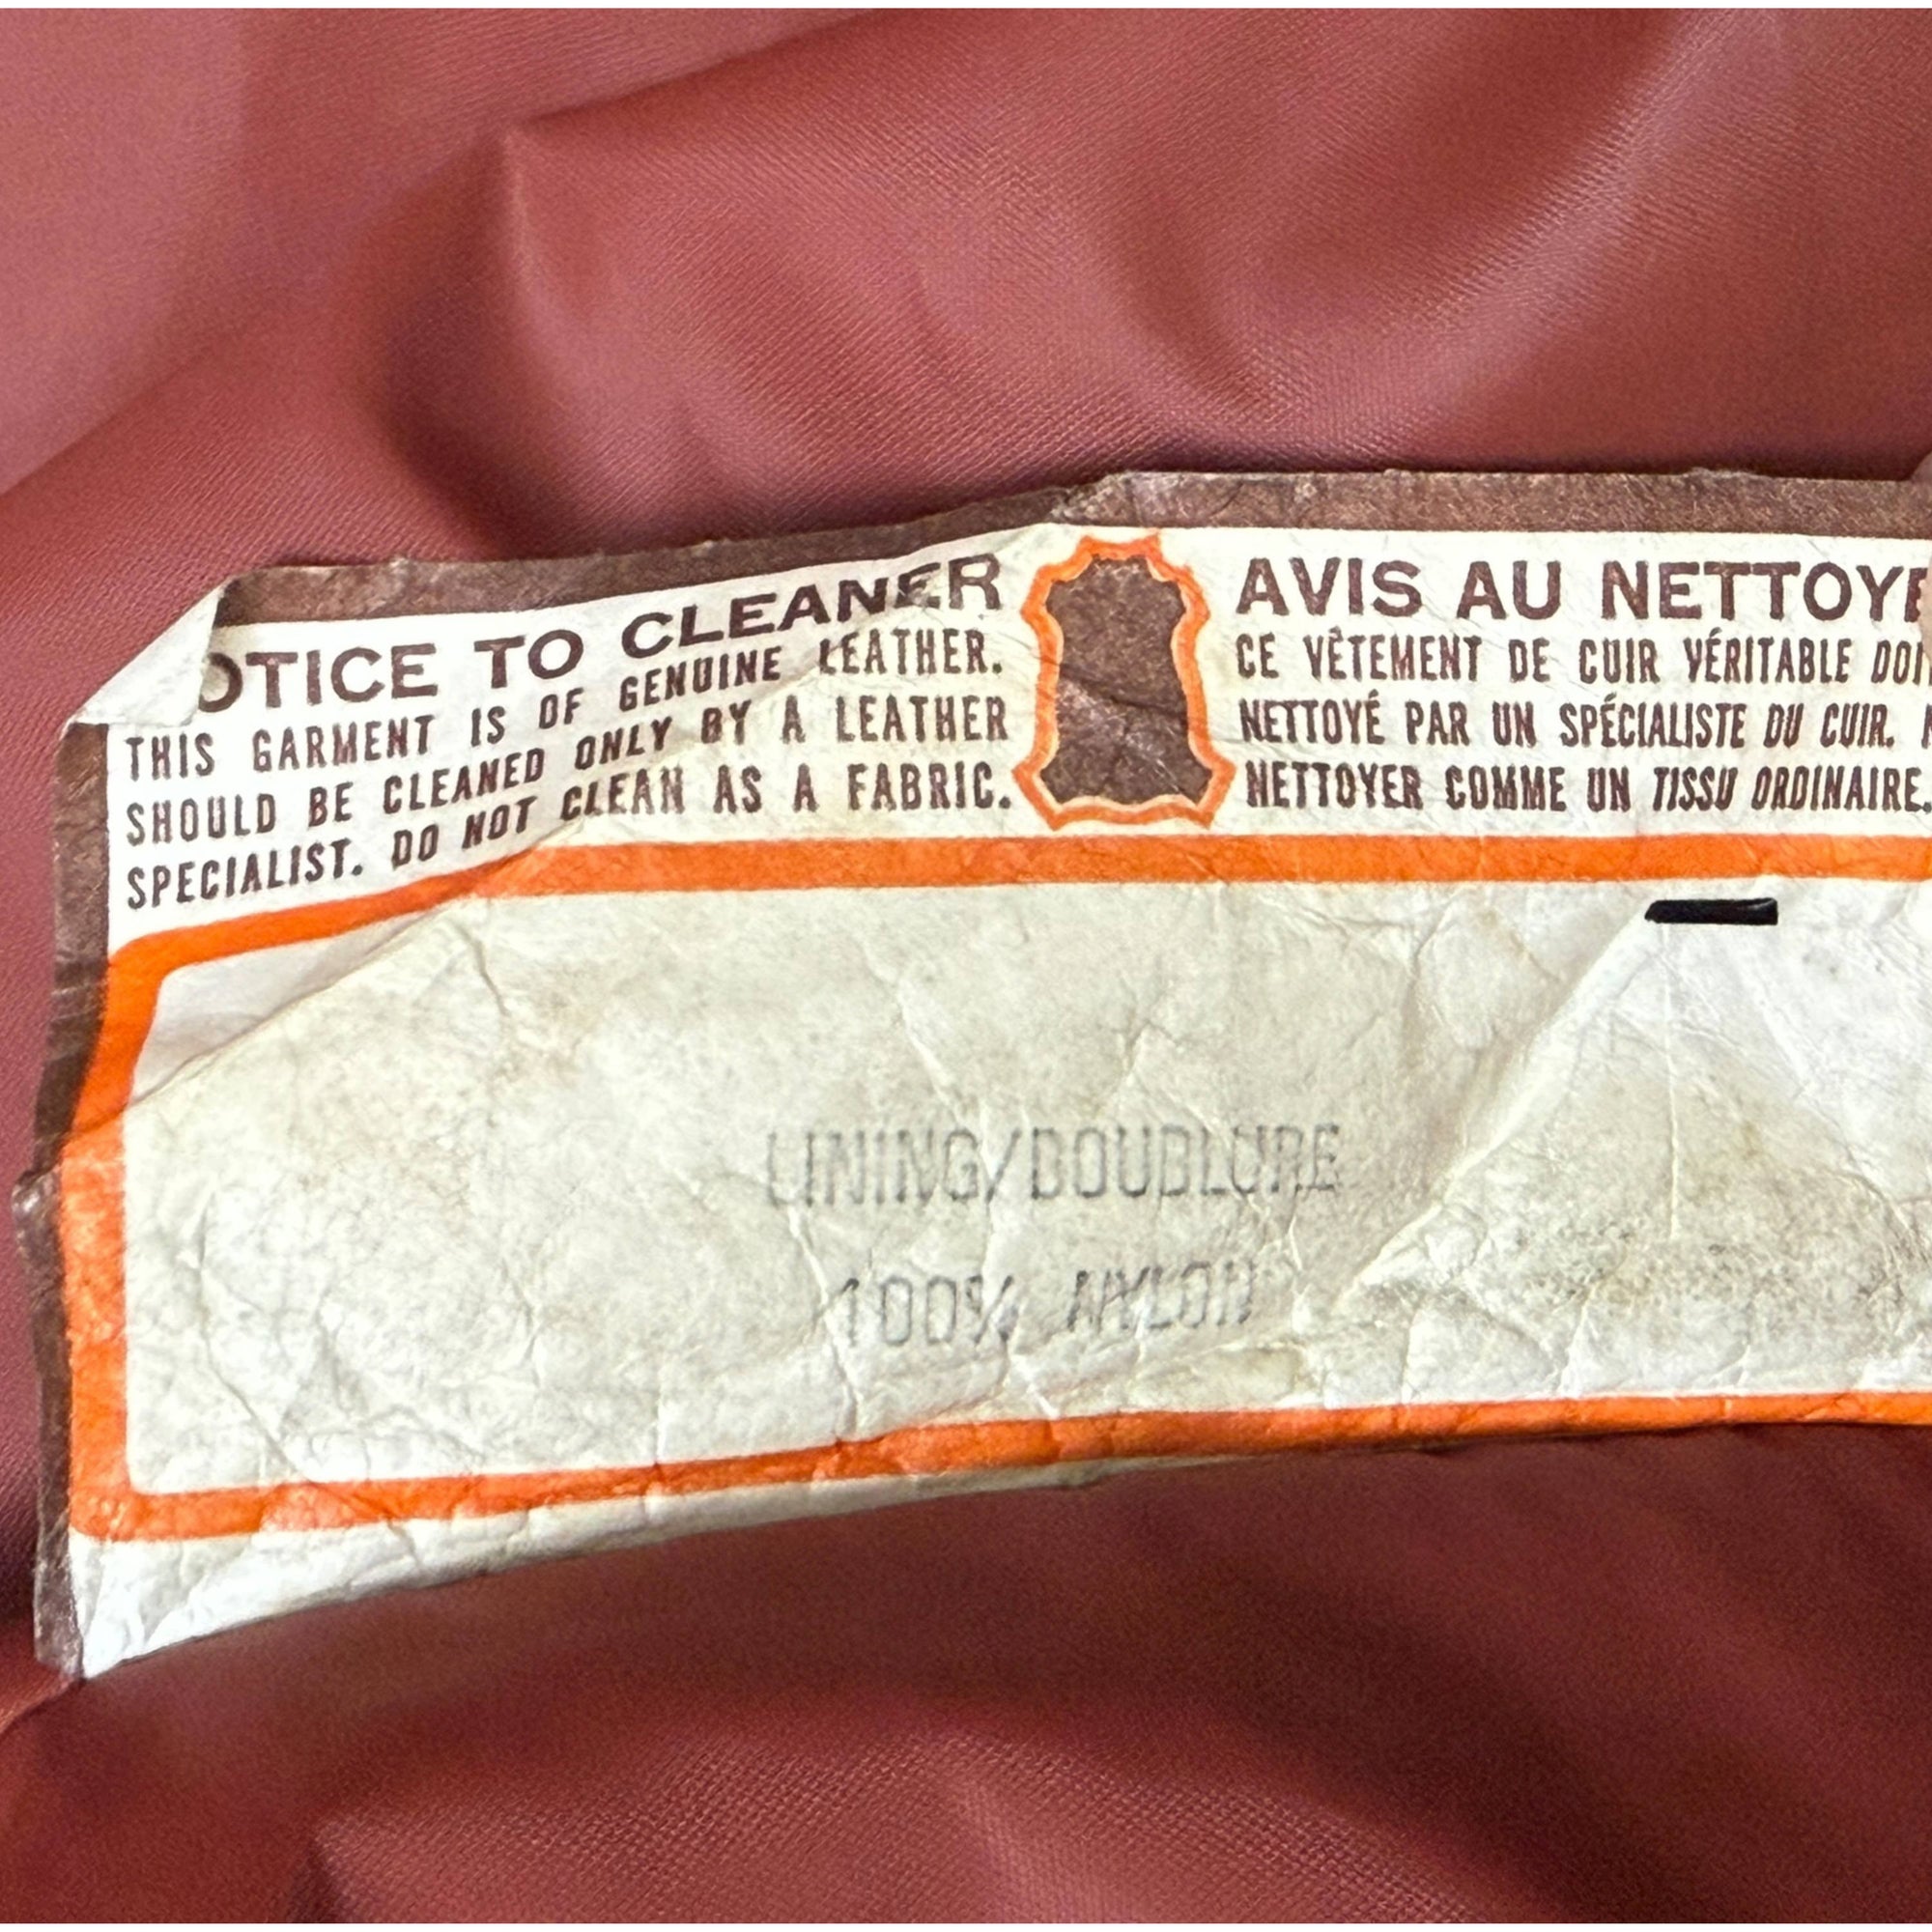 OTICE TO CLEANER
THIS GARMENT IS OF GENUINE LEATHER.
SHOULD BE CLEANED ONLY BY A LEATHER
SPECIALIST. DO NOT CLEAN AS A FABRIC.
AVIS AU NETTOYE
CE VÊTEMENT DE CUIR VÉRITABLE DOI
NETTOYÉ PAR UN SPÉCIALISTE DU CUIR.
NETTOYER COMME UN TISSU ORDINAIRE.
LINING/DOUBLURE
100% NYLON